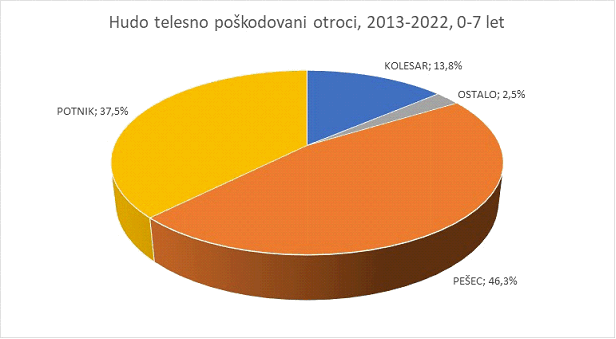 Hudo telesno poškodovani otroci, 2013-2022, 0-7 let
KOLESAR; 13,8%
OSTALO; 2,5%
POTNIK; 37,5%
PEŠEC; 46,3%